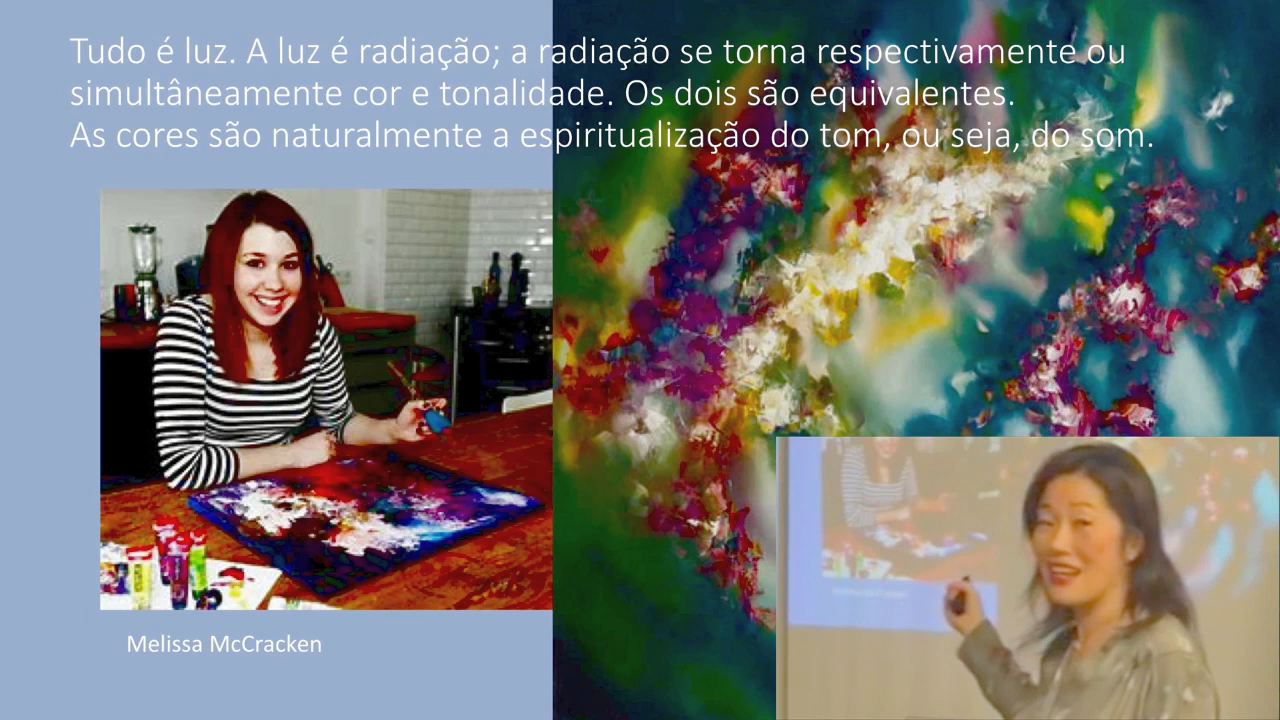 Tudo é luz. A luz é radiação; a radiação se torna respectivamente ou
simultâneamente cor e tonalidade. Os dois são equivalentes.
As cores são naturalmente a espiritualização do tom, ou seja, do som.
Melissa McCracken